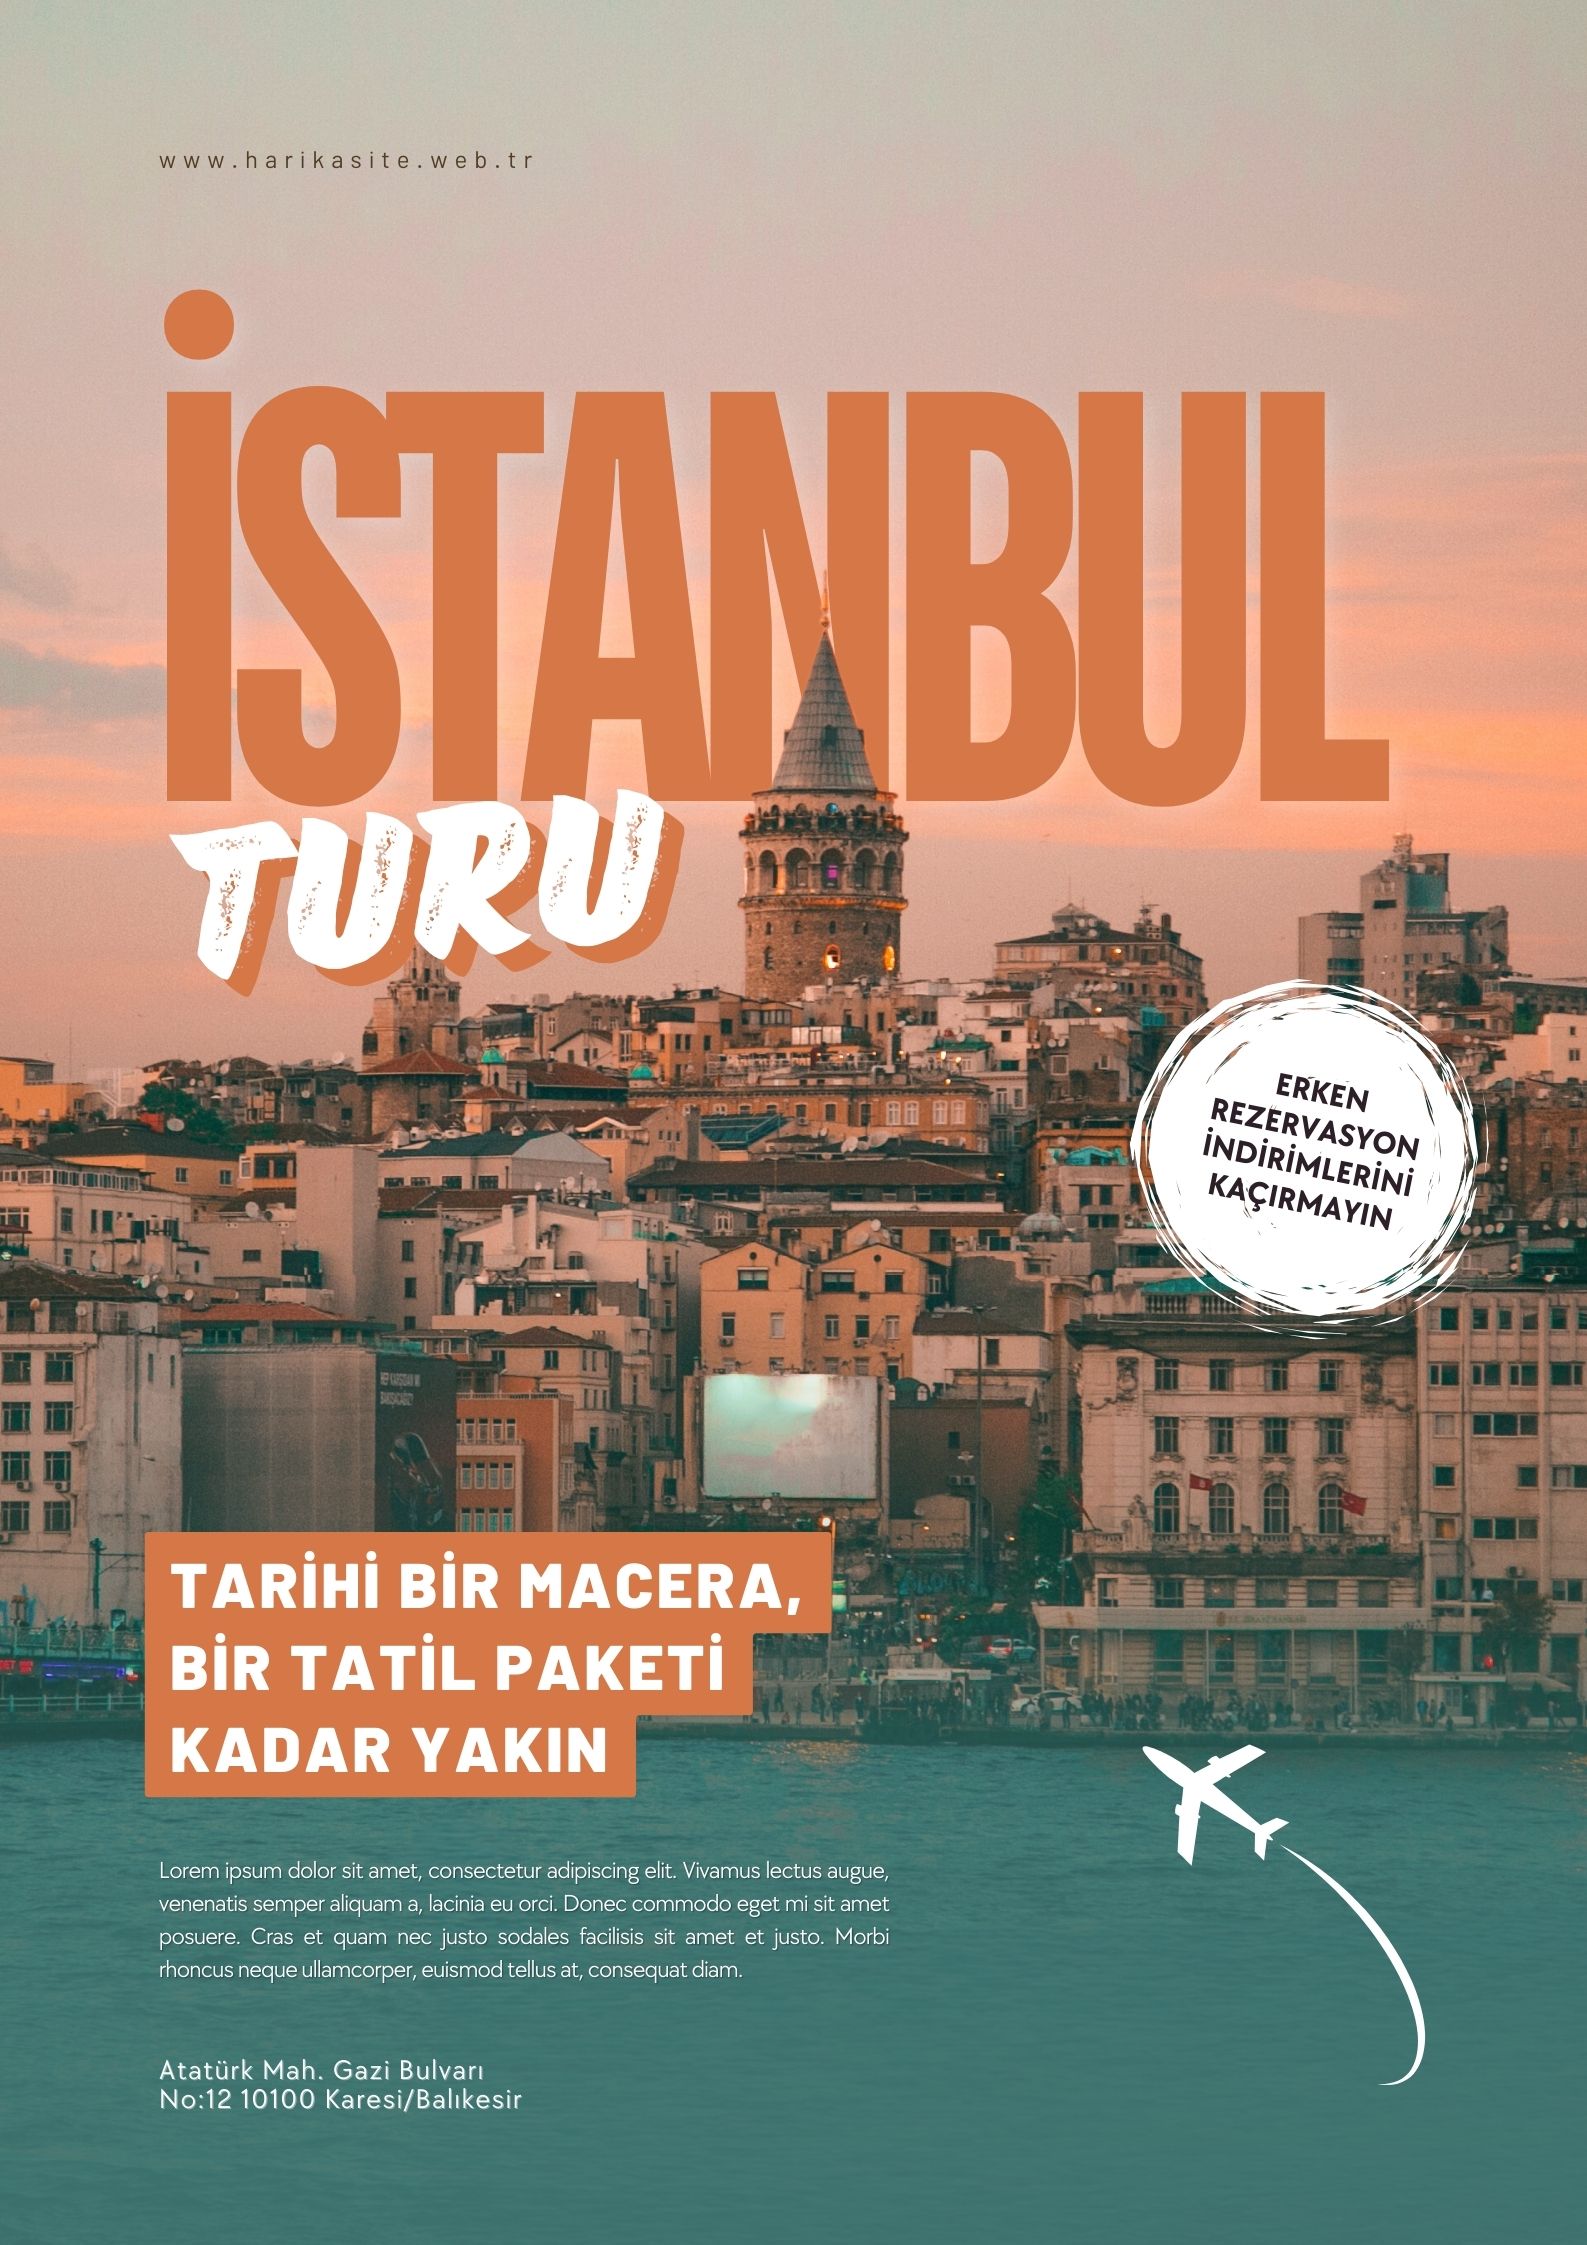 www.harikasite.web.tr
İSTANBUL
TURU
ERKEN
REZERVASYON
İNDİRİMLERİNİ
KAÇIRMAYIN
TARİHİ BİR MACERA,
BİR TATİL PAKETİ
KADAR YAKIN
Lorem ipsum dolor sit amet, consectetur adipiscing elit. Vivamus lectus augue,
venenatis semper aliquam a, lacinia eu orci. Donec commodo eget mi sit amet
posuere. Cras et quam nec justo sodales facilisis sit amet et justo. Morbi
rhoncus neque ullamcorper, euismod tellus at, consequat diam.
Atatürk Mah. Gazi Bulvarı
No:12 10100 Karesi/Balıkesir